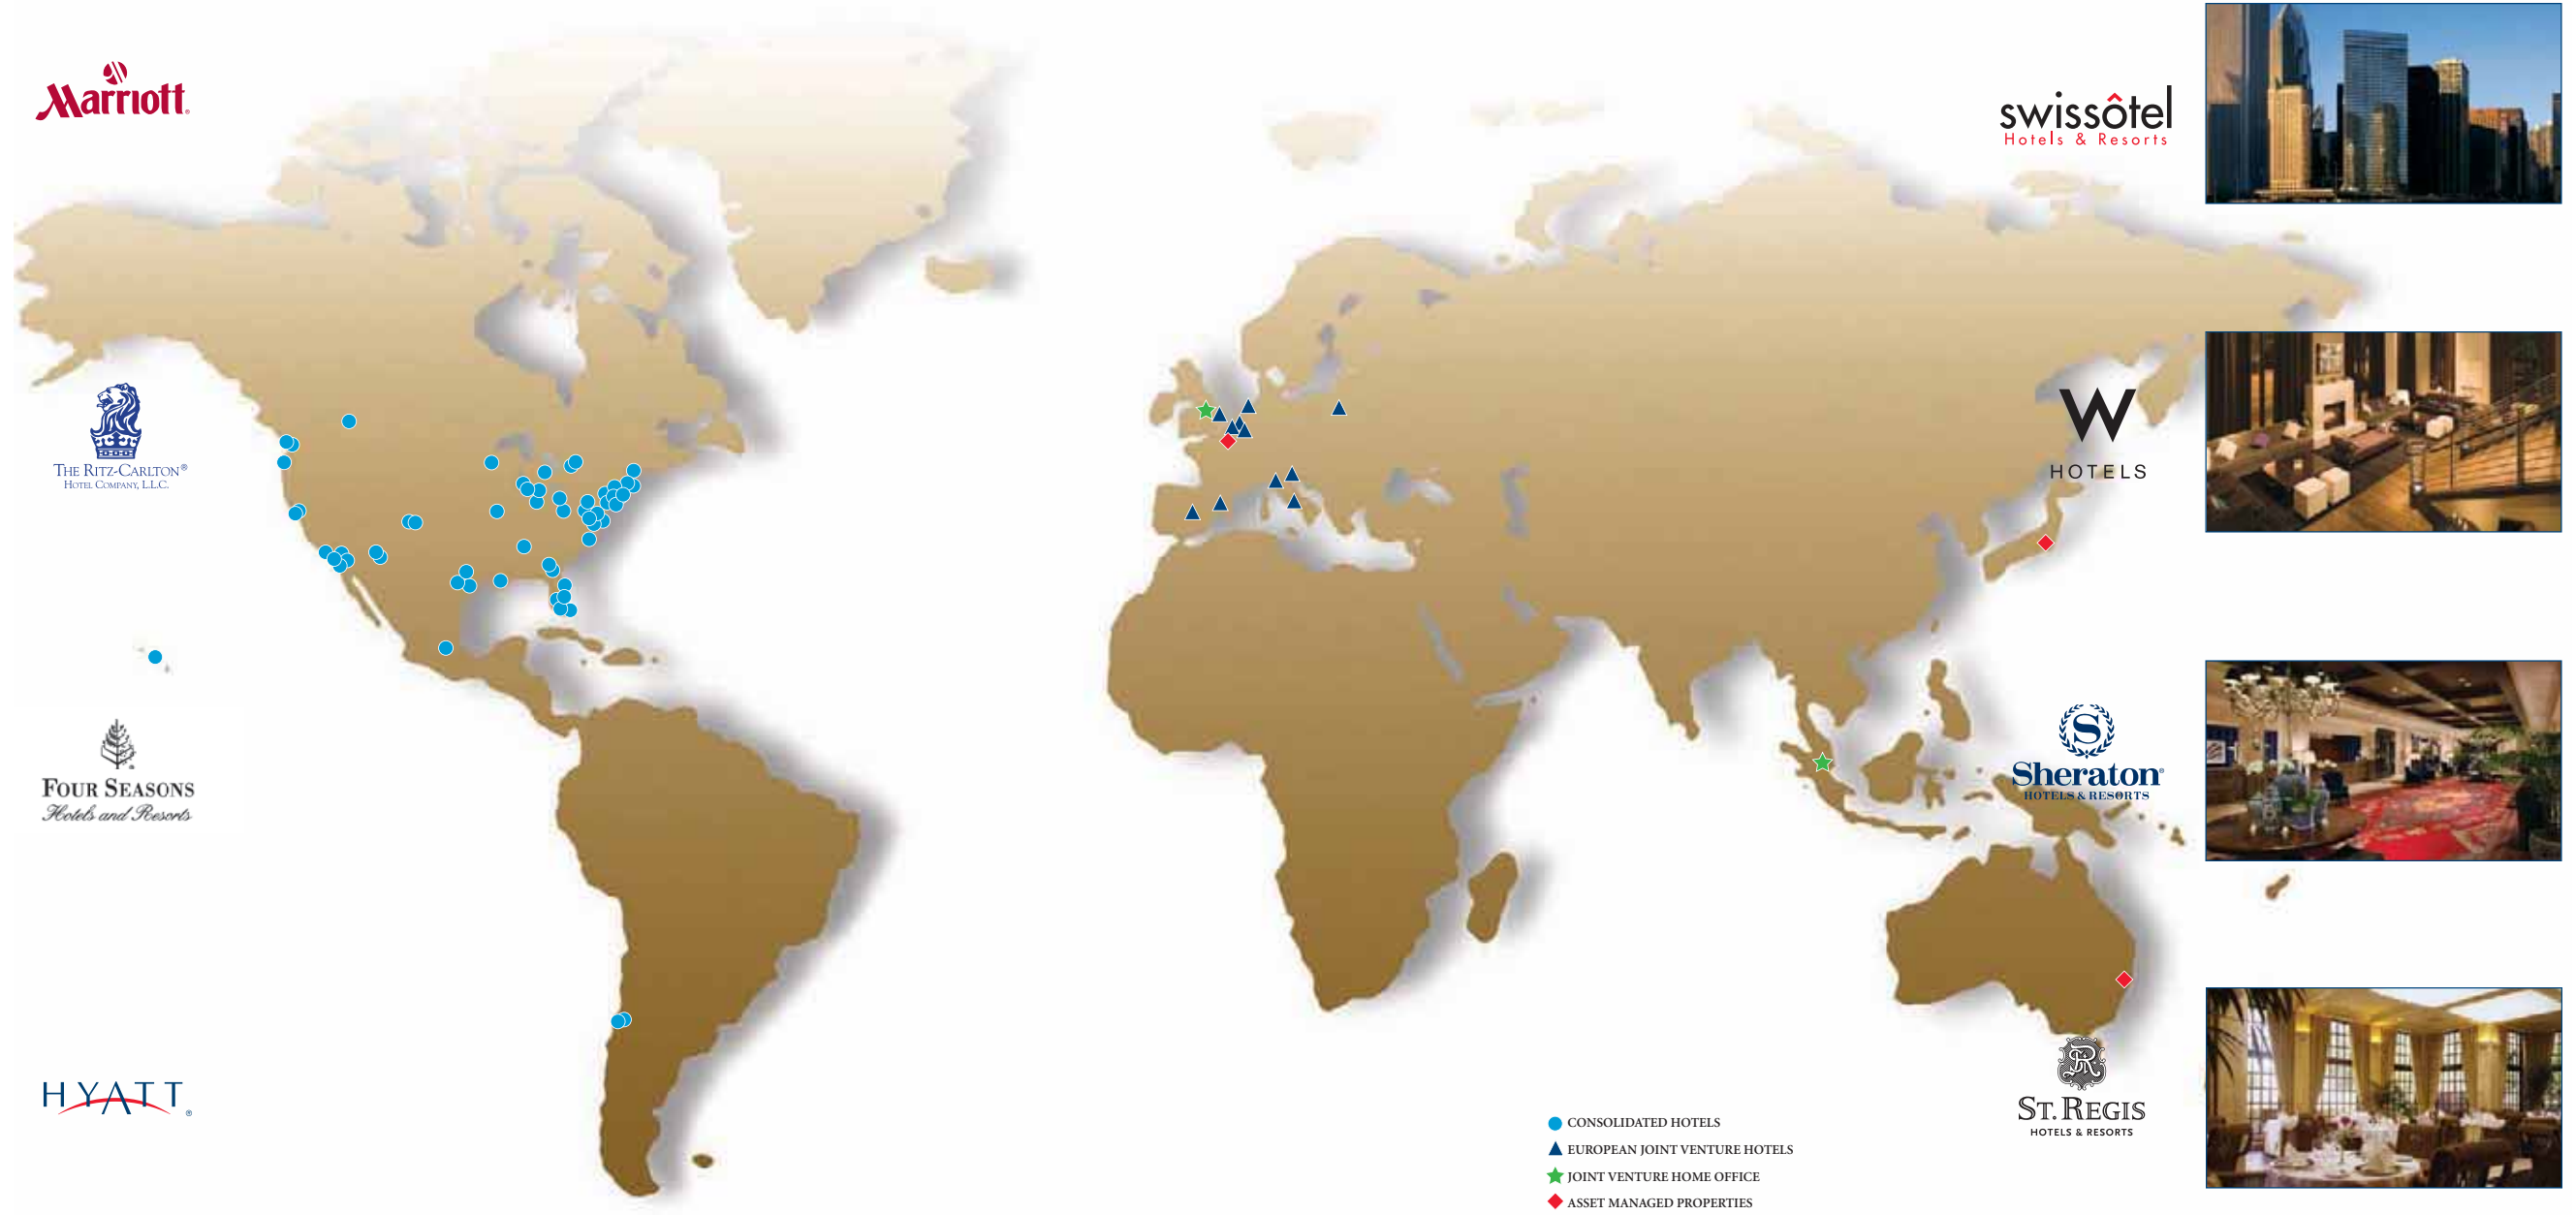 Marriott®
THE RITZ-CARLTON®
HOTEL COMPANY, L.L.C.
FOUR SEASONS
Hotels and Resorts
HYATT®
swissôtel
Hotels & Resorts
W
HOTELS
S
Sheraton®
HOTELS & RESORTS
ST. REGIS
HOTELS & RESORTS
CONSOLIDATED HOTELS
EUROPEAN JOINT VENTURE HOTELS
JOINT VENTURE HOME OFFICE
ASSET MANAGED PROPERTIES